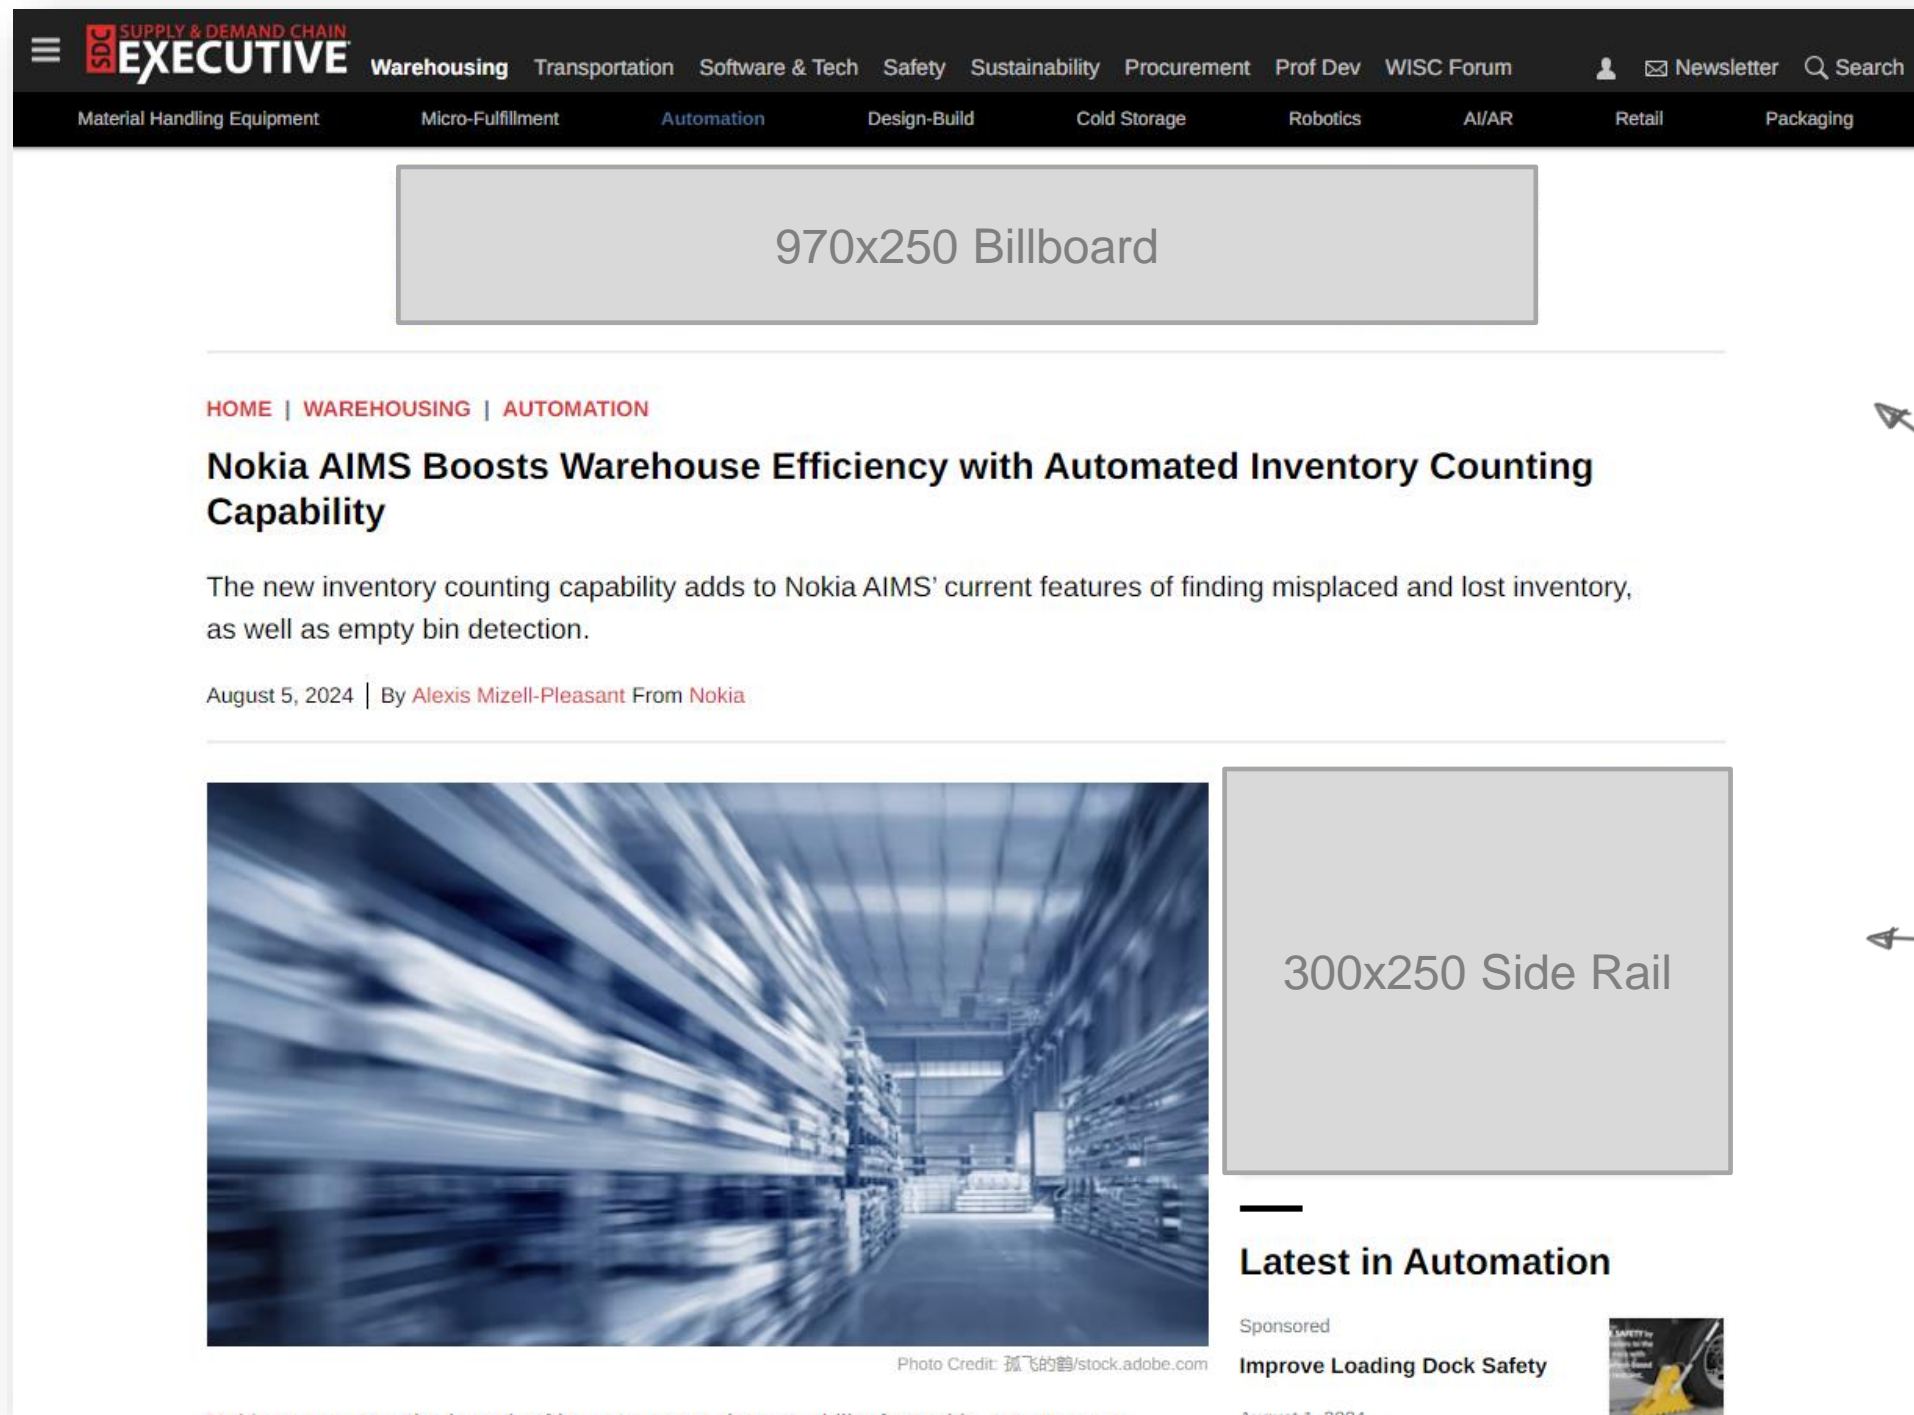 SDC
SUPPLY & DEMAND CHAIN
EXECUTIVE
Warehousing Transportation Software & Tech Safety Sustainability Procurement Prof Dev WISC Forum Newsletter Search
Material Handling Equipment Micro-Fulfillment Automation Design-Build Cold Storage Robotics AI/AR Retail Packaging
970x250 Billboard
HOME | WAREHOUSING | AUTOMATION
Nokia AIMS Boosts Warehouse Efficiency with Automated Inventory Counting
Capability
The new inventory counting capability adds to Nokia AIMS’ current features of finding misplaced and lost inventory,
as well as empty bin detection.
August 5, 2024 | By Alexis Mizell-Pleasant From Nokia
300x250 Side Rail
Photo Credit: 孤飞的鹤/stock.adobe.com
Latest in Automation
Sponsored
Improve Loading Dock Safety
August 1, 2024